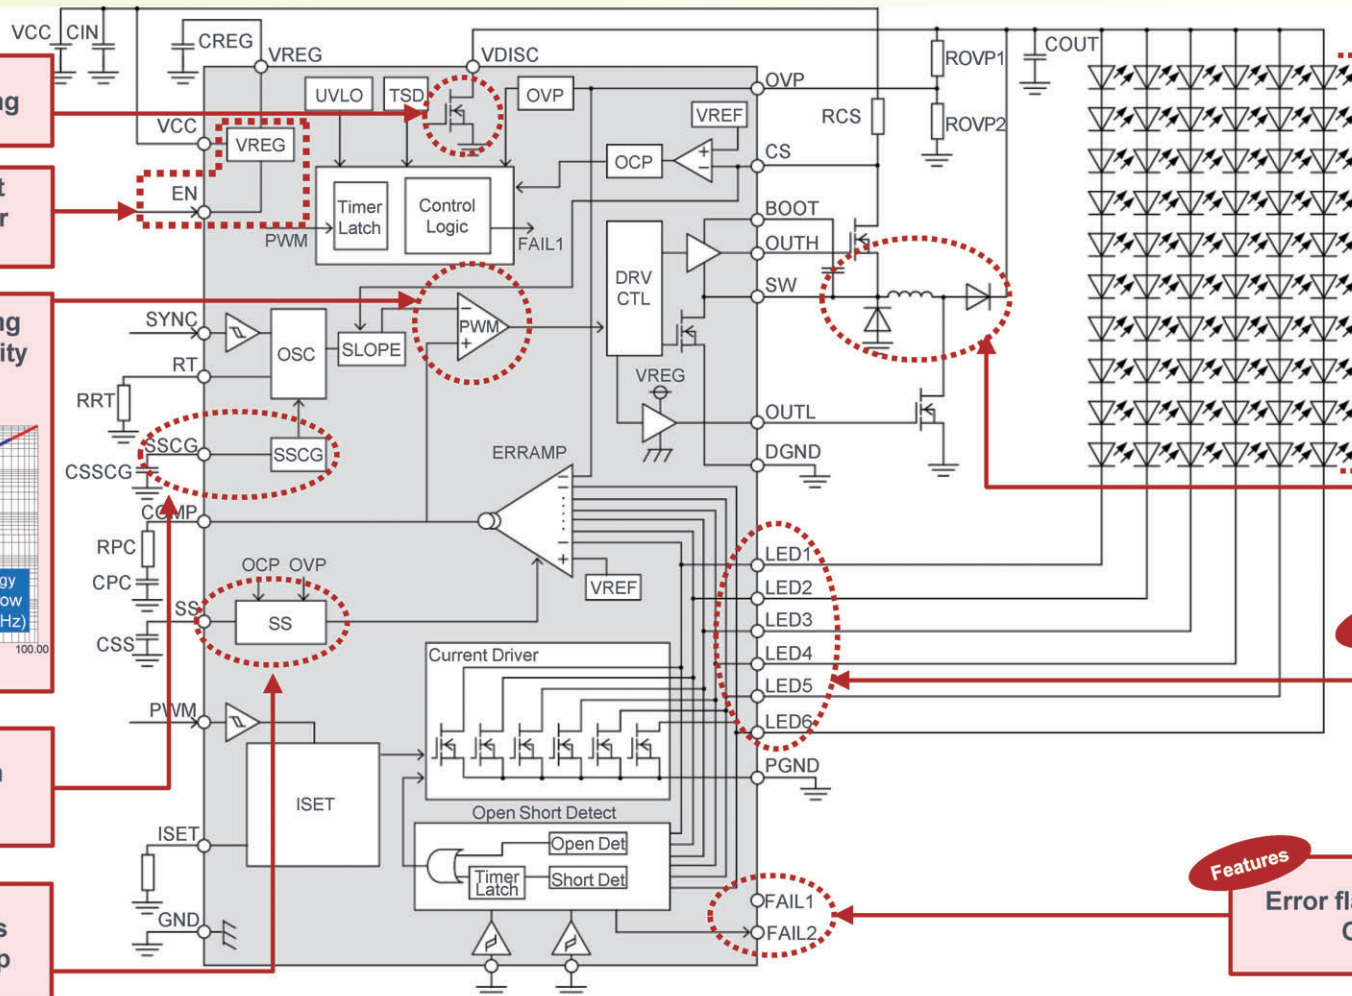 VCC CIN
CREG
VREG
VDISC
UVLO
TSD
OVP
OVP
ROVP1
COUT
VREF
RCS
ROVP2
VCC
VREG
OCP
CS
EN
Timer
Latch
Control
Logic
PWM
FAIL1
BOOT
OUTH
DRV
CTL
SW
SYNC
OSC
SLOPE
PWM
RT
RRT
VREG
OUTL
SSCG
SSCG
CSSCG
ERRAMP
DGND
COMP
RPC
CPC
OCP OVP
VREF
LED1
LED2
LED3
LED4
LED5
LED6
SS
SS
CSS
Hz)
100.00
Current Driver
PWM
PGND
ISET
Open Short Detect
ISET
Open Det
Timer
Latch
Short Det
GND
FAIL1
FAIL2
Features
Error